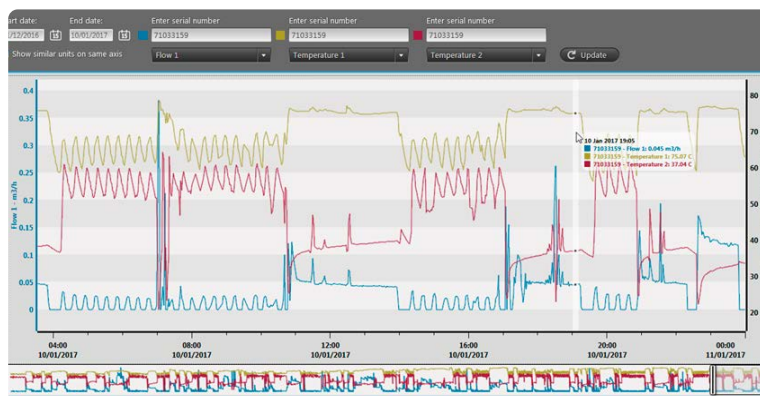 art date: End date: Enter serial number Enter serial number Enter serial number
/12/2016 10/01/2017 71033159 71033159 71033159
Show similar units on same axis Flow 1 Temperature 1 Temperature 2 Update
0.4
0.35
0.3
0.25
0.2
0.15
0.1
0.05
0
Flow 1 - m3/h
80
70
60
50
40
30
20
10 Jan 2017 19:05
71033159 - Flow 1: 0.045 m3/h
71033159 - Temperature 1: 75.07 C
71033159 - Temperature 2: 37.04 C
04:00 08:00 12:00 16:00 20:00 00:00
10/01/2017 10/01/2017 10/01/2017 10/01/2017 10/01/2017 11/01/2017